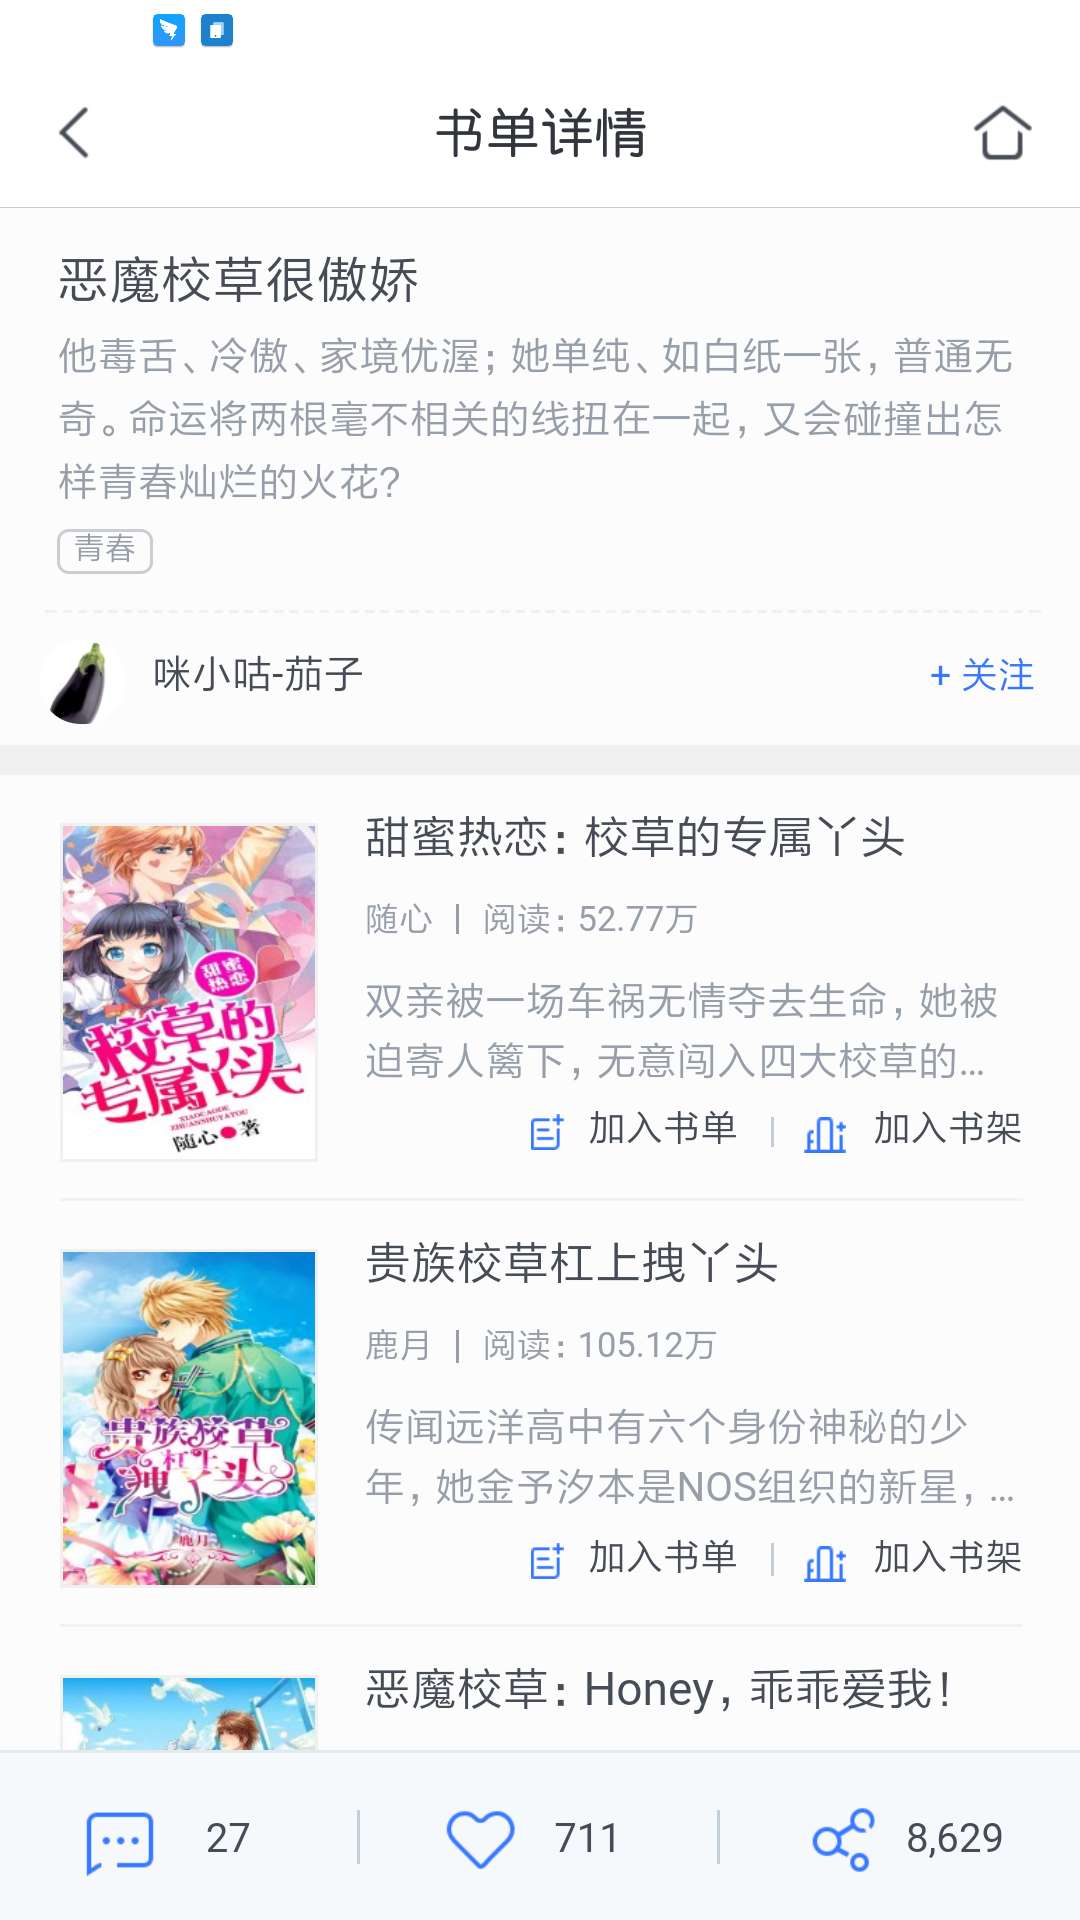 书单详情
恶魔校草很傲娇
他毒舌、冷傲、家境优渥；她单纯、如白纸一张，普通无
奇。命运将两根毫不相关的线扭在一起，又会碰撞出怎
样青春灿烂的火花？
青春
咪小咕-茄子
+ 关注
甜蜜热恋：校草的专属丫头
随心 | 阅读：52.77万
双亲被一场车祸无情夺去生命，她被
迫寄人篱下，无意闯入四大校草的...
加入书单 | 加入书架
甜蜜
热恋
校草的
专属丫头
XIAOCAODE
ZHUANSHUYATOU
随心●著
贵族校草杠上拽丫头
鹿月 | 阅读：105.12万
传闻远洋高中有六个身份神秘的少
年，她金予汐本是NOS组织的新星，...
加入书单 | 加入书架
贵族校草
杠上
拽丫头
鹿月
恶魔校草：Honey，乖乖爱我！
27
711
8,629